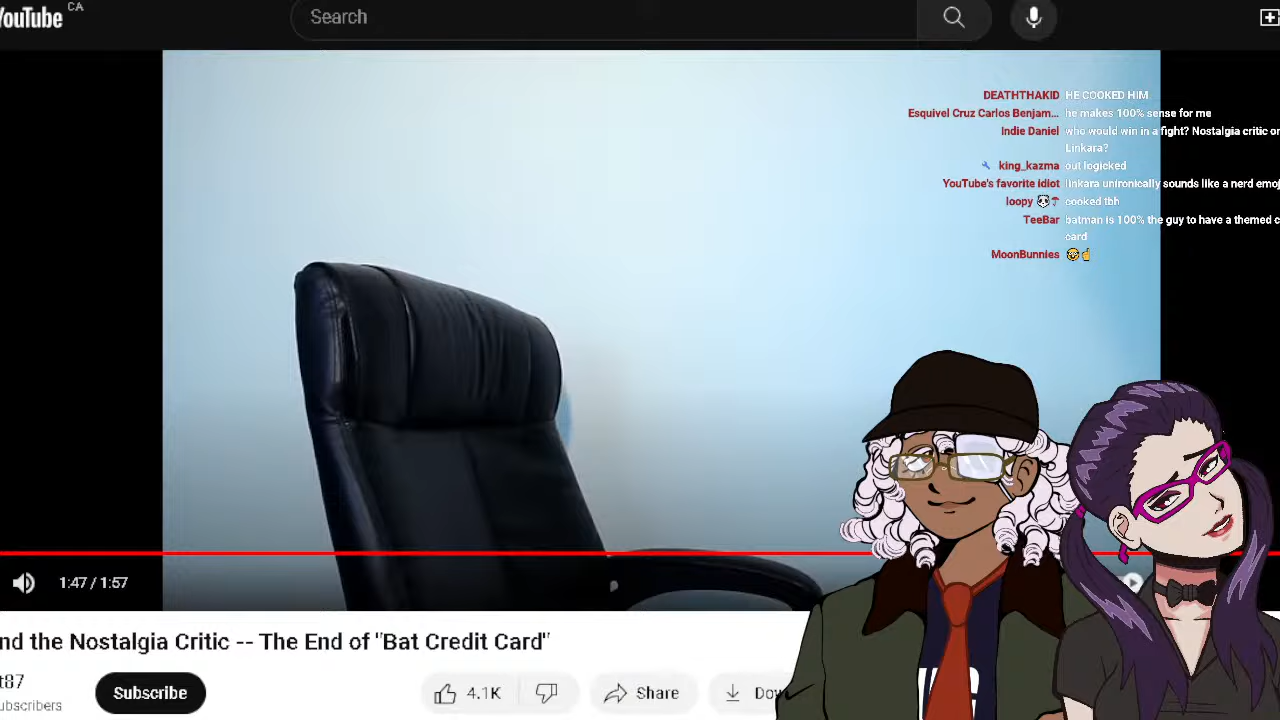 YouTube CA
Search
DEATHTHAKID HE COOKED HIM
Esquivel Cruz Carlos Benjam... he makes 100% sense for me
Indie Daniel who would win in a fight? Nostalgia critic or
Linkara?
king_kazma out logicked
YouTube's favorite idiot linkara unironically sounds like a nerd emoj
loopy cooked tbh
TeeBar batman is 100% the guy to have a themed c
card
MoonBunnies
1:47 / 1:57
nd the Nostalgia Critic -- The End of "Bat Credit Card"
t87
ubscribers
Subscribe
4.1K
Share
Dow